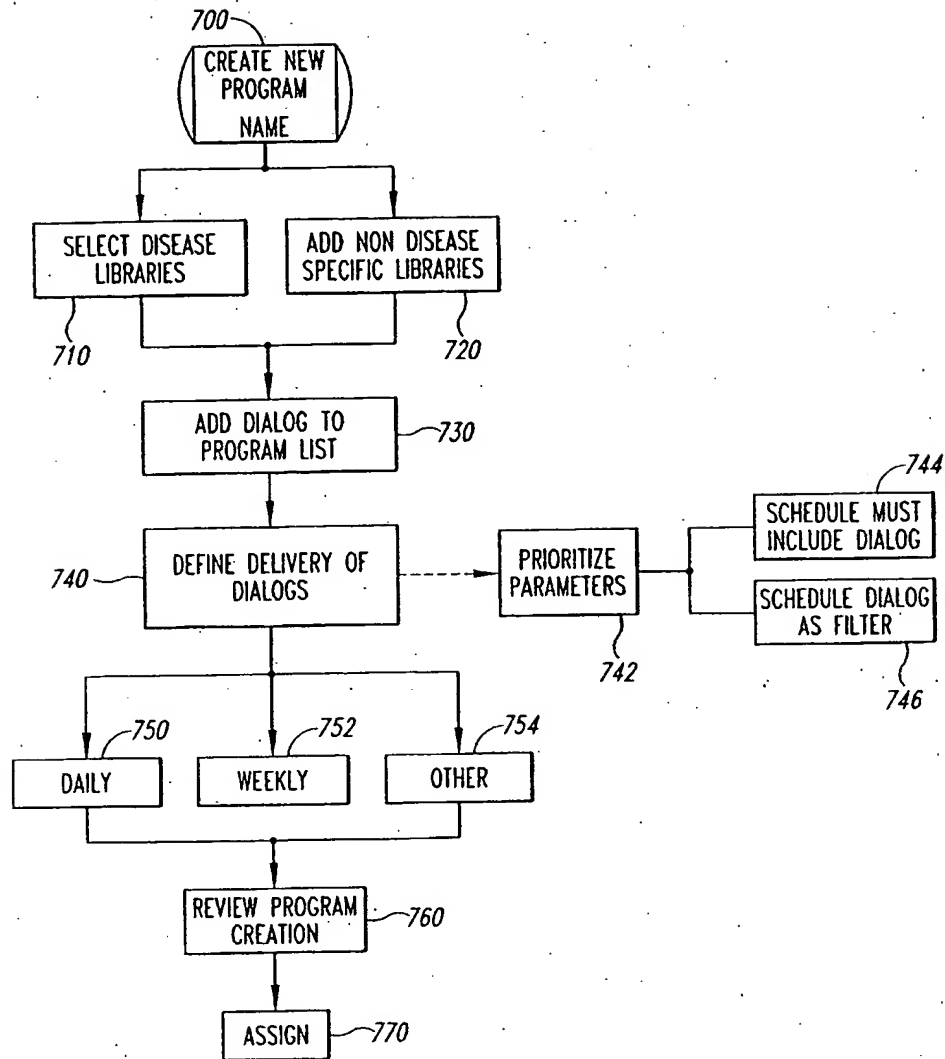 700
CREATE NEW
PROGRAM
NAME
SELECT DISEASE
LIBRARIES
710
ADD NON DISEASE
SPECIFIC LIBRARIES
720
ADD DIALOG TO
PROGRAM LIST
730
740
DEFINE DELIVERY OF
DIALOGS
PRIORITIZE
PARAMETERS
742
744
SCHEDULE MUST
INCLUDE DIALOG
SCHEDULE DIALOG
AS FILTER
746
750
DAILY
752
WEEKLY
754
OTHER
REVIEW PROGRAM
CREATION
760
ASSIGN
770